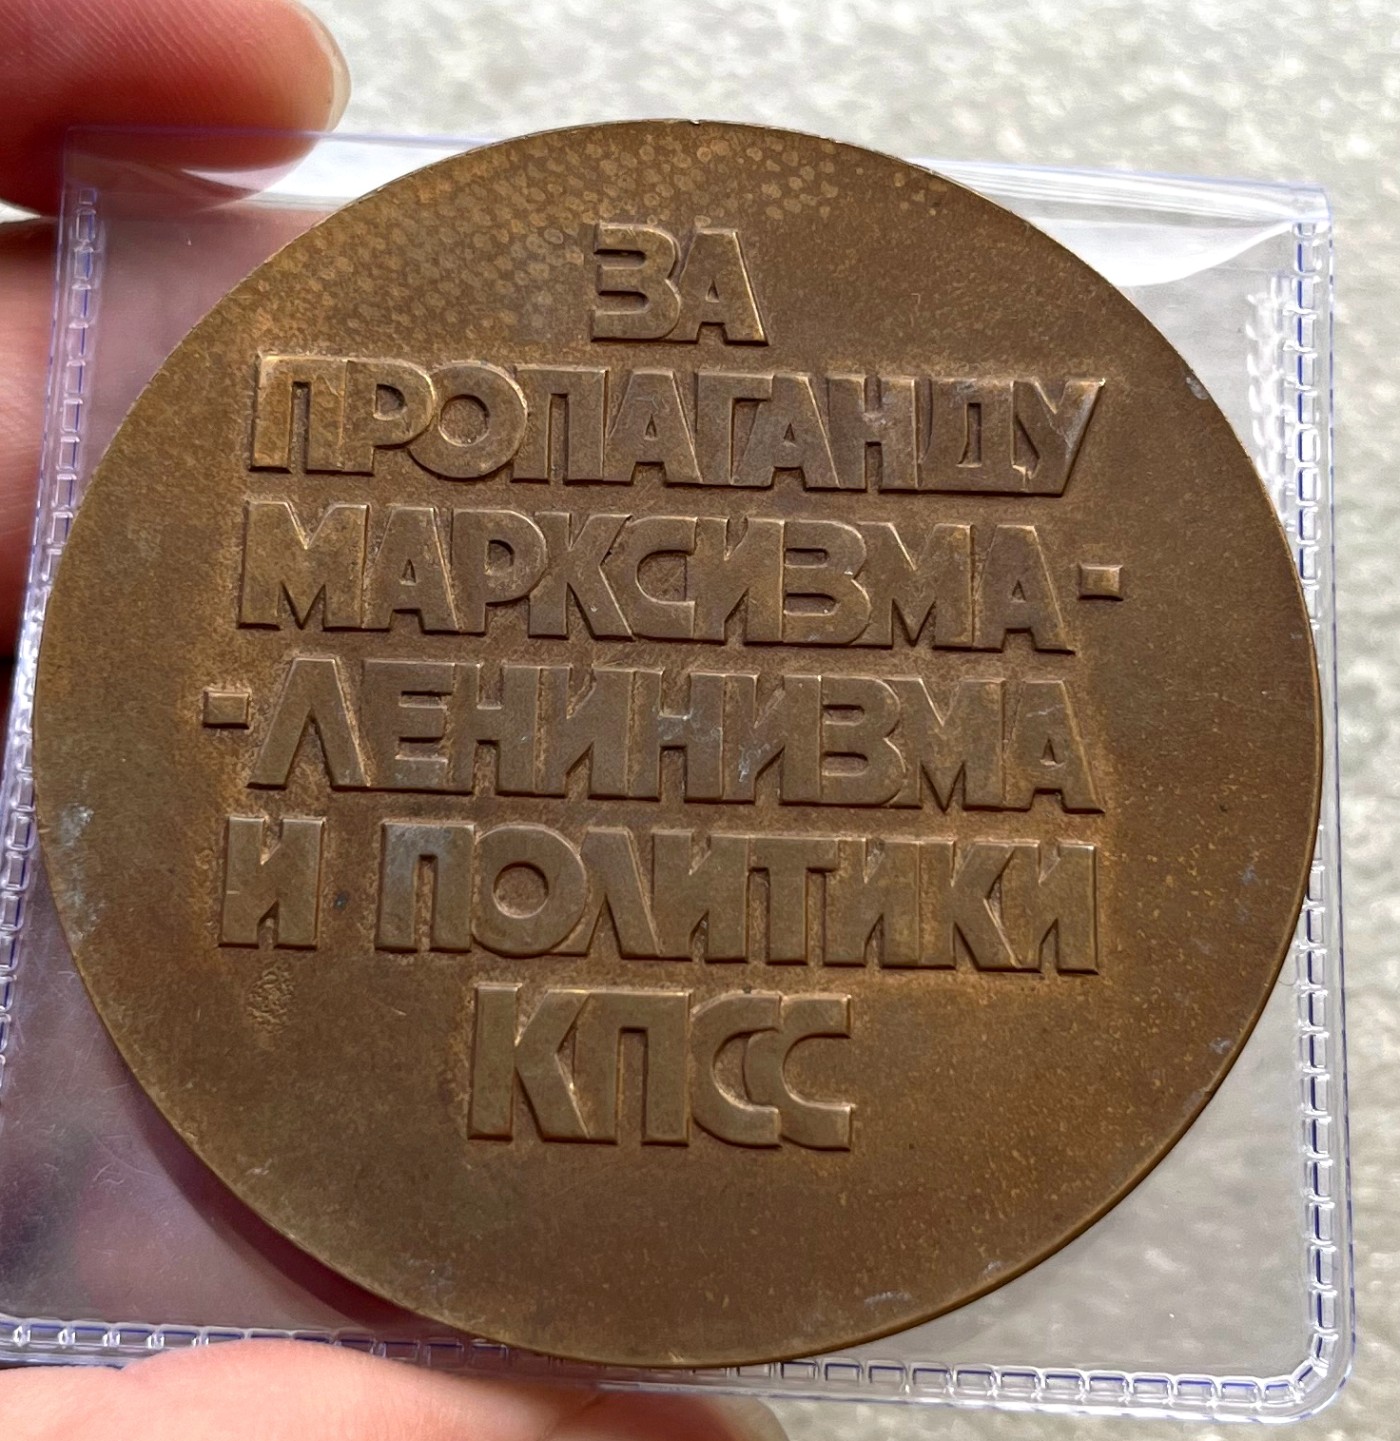 ЗА
ПРОПАГАНДУ
МАРКСИЗМА-
-ЛЕНИНИЗМА
И ПОЛИТИКИ
КПСС